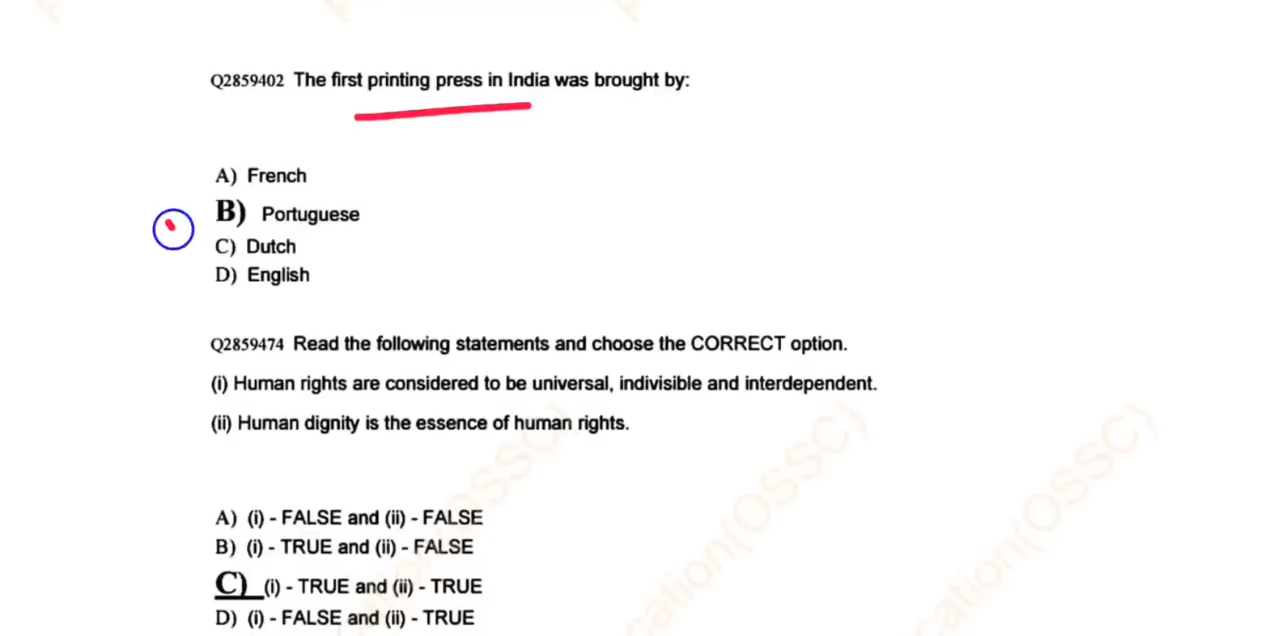 Q2859402 The first printing press in India was brought by:
A) French
B) Portuguese
C) Dutch
D) English
Q2859474 Read the following statements and choose the CORRECT option.
(i) Human rights are considered to be universal, indivisible and interdependent.
(ii) Human dignity is the essence of human rights.
A) (i) - FALSE and (ii) - FALSE
B) (i) - TRUE and (ii) - FALSE
C) (i) - TRUE and (ii) - TRUE
D) (i) - FALSE and (ii) - TRUE